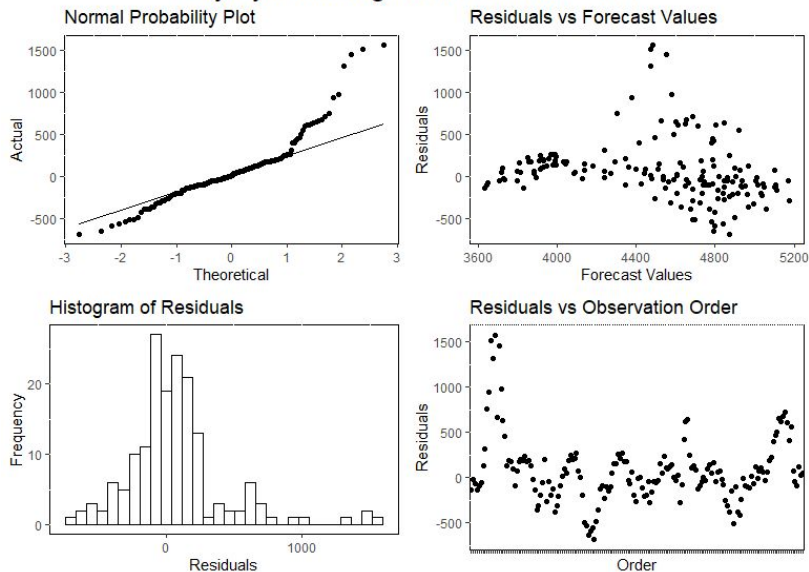 Normal Probability Plot
Actual
1500
1000
500
0
-500
-3
-2
-1
0
1
2
3
Theoretical
Residuals vs Forecast Values
Residuals
1500
1000
500
0
-500
3600
4000
4400
4800
5200
Forecast Values
Histogram of Residuals
Frequency
20
10
0
0
1000
Residuals
Residuals vs Observation Order
Residuals
1500
1000
500
0
-500
Order